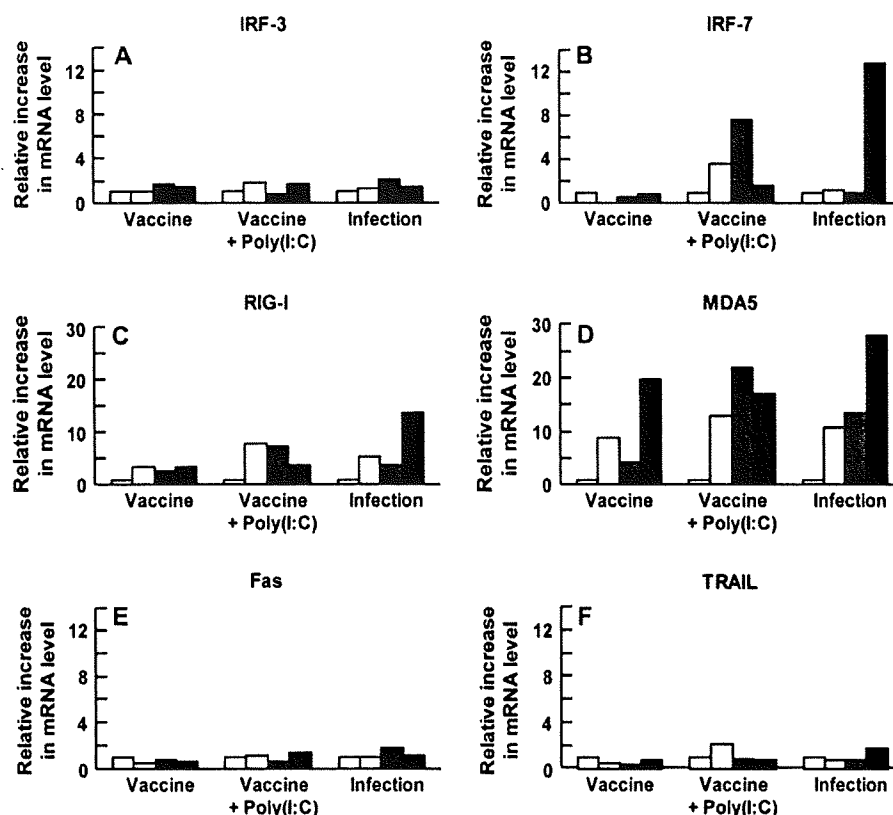 IRF-3
A
Relative increase
in mRNA level
12
8
4
0
Vaccine
Vaccine
+ Poly(I:C)
Infection
IRF-7
B
Relative increase
in mRNA level
12
8
4
0
Vaccine
Vaccine
+ Poly(I:C)
Infection
RIG-I
C
Relative increase
in mRNA level
30
20
10
0
Vaccine
Vaccine
+ Poly(I:C)
Infection
MDA5
D
Relative increase
in mRNA level
30
20
10
0
Vaccine
Vaccine
+ Poly(I:C)
Infection
Fas
E
Relative increase
in mRNA level
12
8
4
0
Vaccine
Vaccine
+ Poly(I:C)
Infection
TRAIL
F
Relative increase
in mRNA level
12
8
4
0
Vaccine
Vaccine
+ Poly(I:C)
Infection